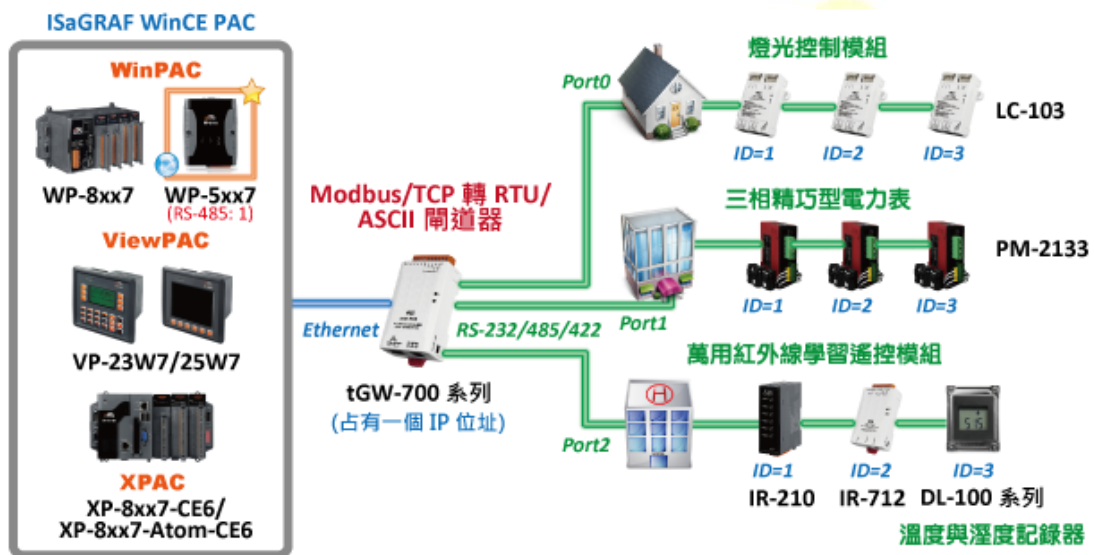 ISaGRAF WinCE PAC
WinPAC
WP-8xx7
WP-5xx7
(RS-485: 1)
ViewPAC
VP-23W7/25W7
XPAC
XP-8xx7-CE6/
XP-8xx7-Atom-CE6
Modbus/TCP 轉 RTU/
ASCII 閘道器
Ethernet
RS-232/485/422
tGW-700 系列
(占有一個 IP 位址)
Port0
燈光控制模組
ID=1
ID=2
ID=3
LC-103
三相精巧型電力表
Port1
ID=1
ID=2
ID=3
PM-2133
萬用紅外線學習遙控模組
Port2
H
ID=1
ID=2
ID=3
IR-210
IR-712
DL-100 系列
溫度與溼度記錄器